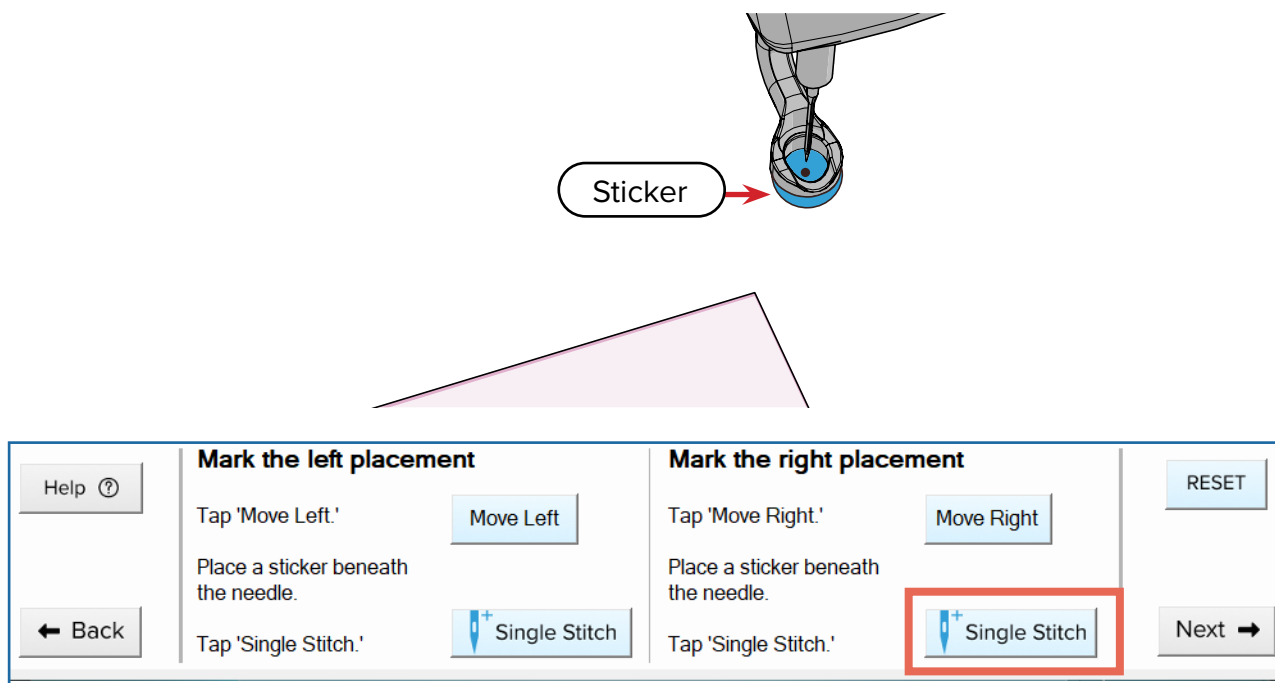 Sticker
Help ?
← Back
Mark the left placement
Tap 'Move Left.'
Move Left
Place a sticker beneath
the needle.
Tap 'Single Stitch.'
Single Stitch
Mark the right placement
Tap 'Move Right.'
Move Right
Place a sticker beneath
the needle.
Tap 'Single Stitch.'
Single Stitch
RESET
Next →